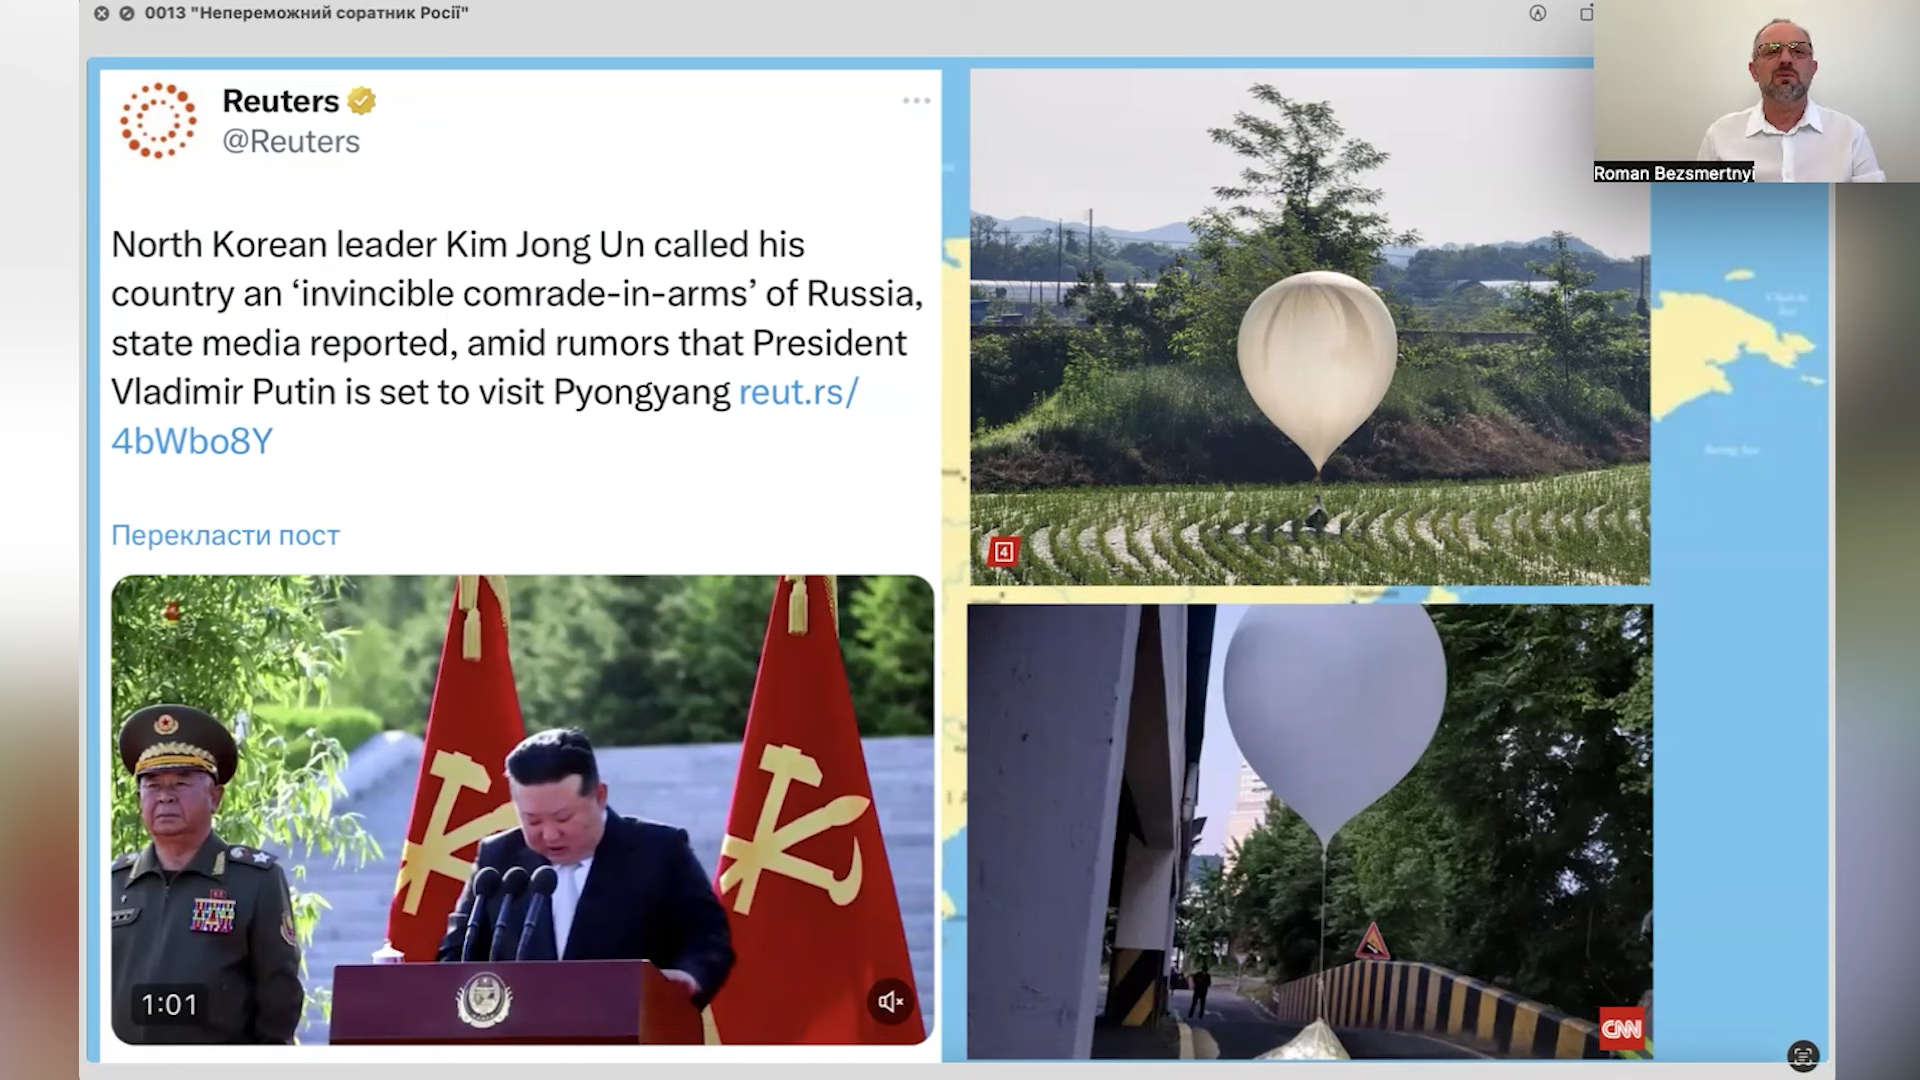 0013 "Непереможний соратник Росії"
Roman Bezsmertnyi
Reuters
@Reuters
North Korean leader Kim Jong Un called his
country an ‘invincible comrade-in-arms’ of Russia,
state media reported, amid rumors that President
Vladimir Putin is set to visit Pyongyang reut.rs/
4bWbo8Y
Перекласти пост
1:01
4
CNN